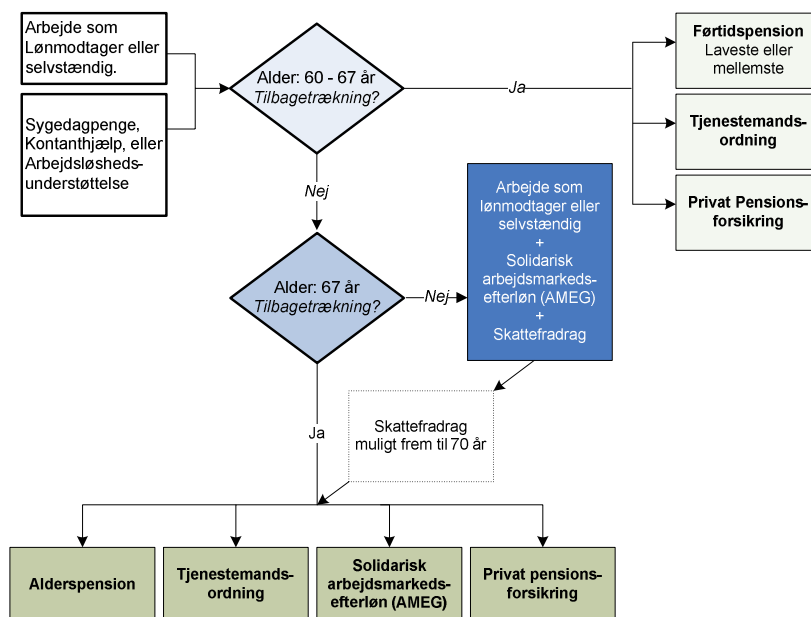 Arbejde som
Lønmodtager eller
selvstændig.
Sygedagpenge,
Kontanthjælp, eller
Arbejdsløsheds-
understøttelse
Alder: 60 - 67 år
Tilbagetrækning?
Ja
Førtidspension
Laveste eller
mellemste
Tjenestemands-
ordning
Privat Pensions-
forsikring
Nej
Alder: 67 år
Tilbagetrækning?
Nej
Arbejde som
lønmodtager eller
selvstændig
+
Solidarisk
arbejdsmarkeds-
efterløn (AMEG)
+
Skattefradrag
Ja
Skattefradrag
muligt frem til 70 år
Alderspension
Tjenestemands-
ordning
Solidarisk
arbejdsmarkeds-
efterløn (AMEG)
Privat pensions-
forsikring